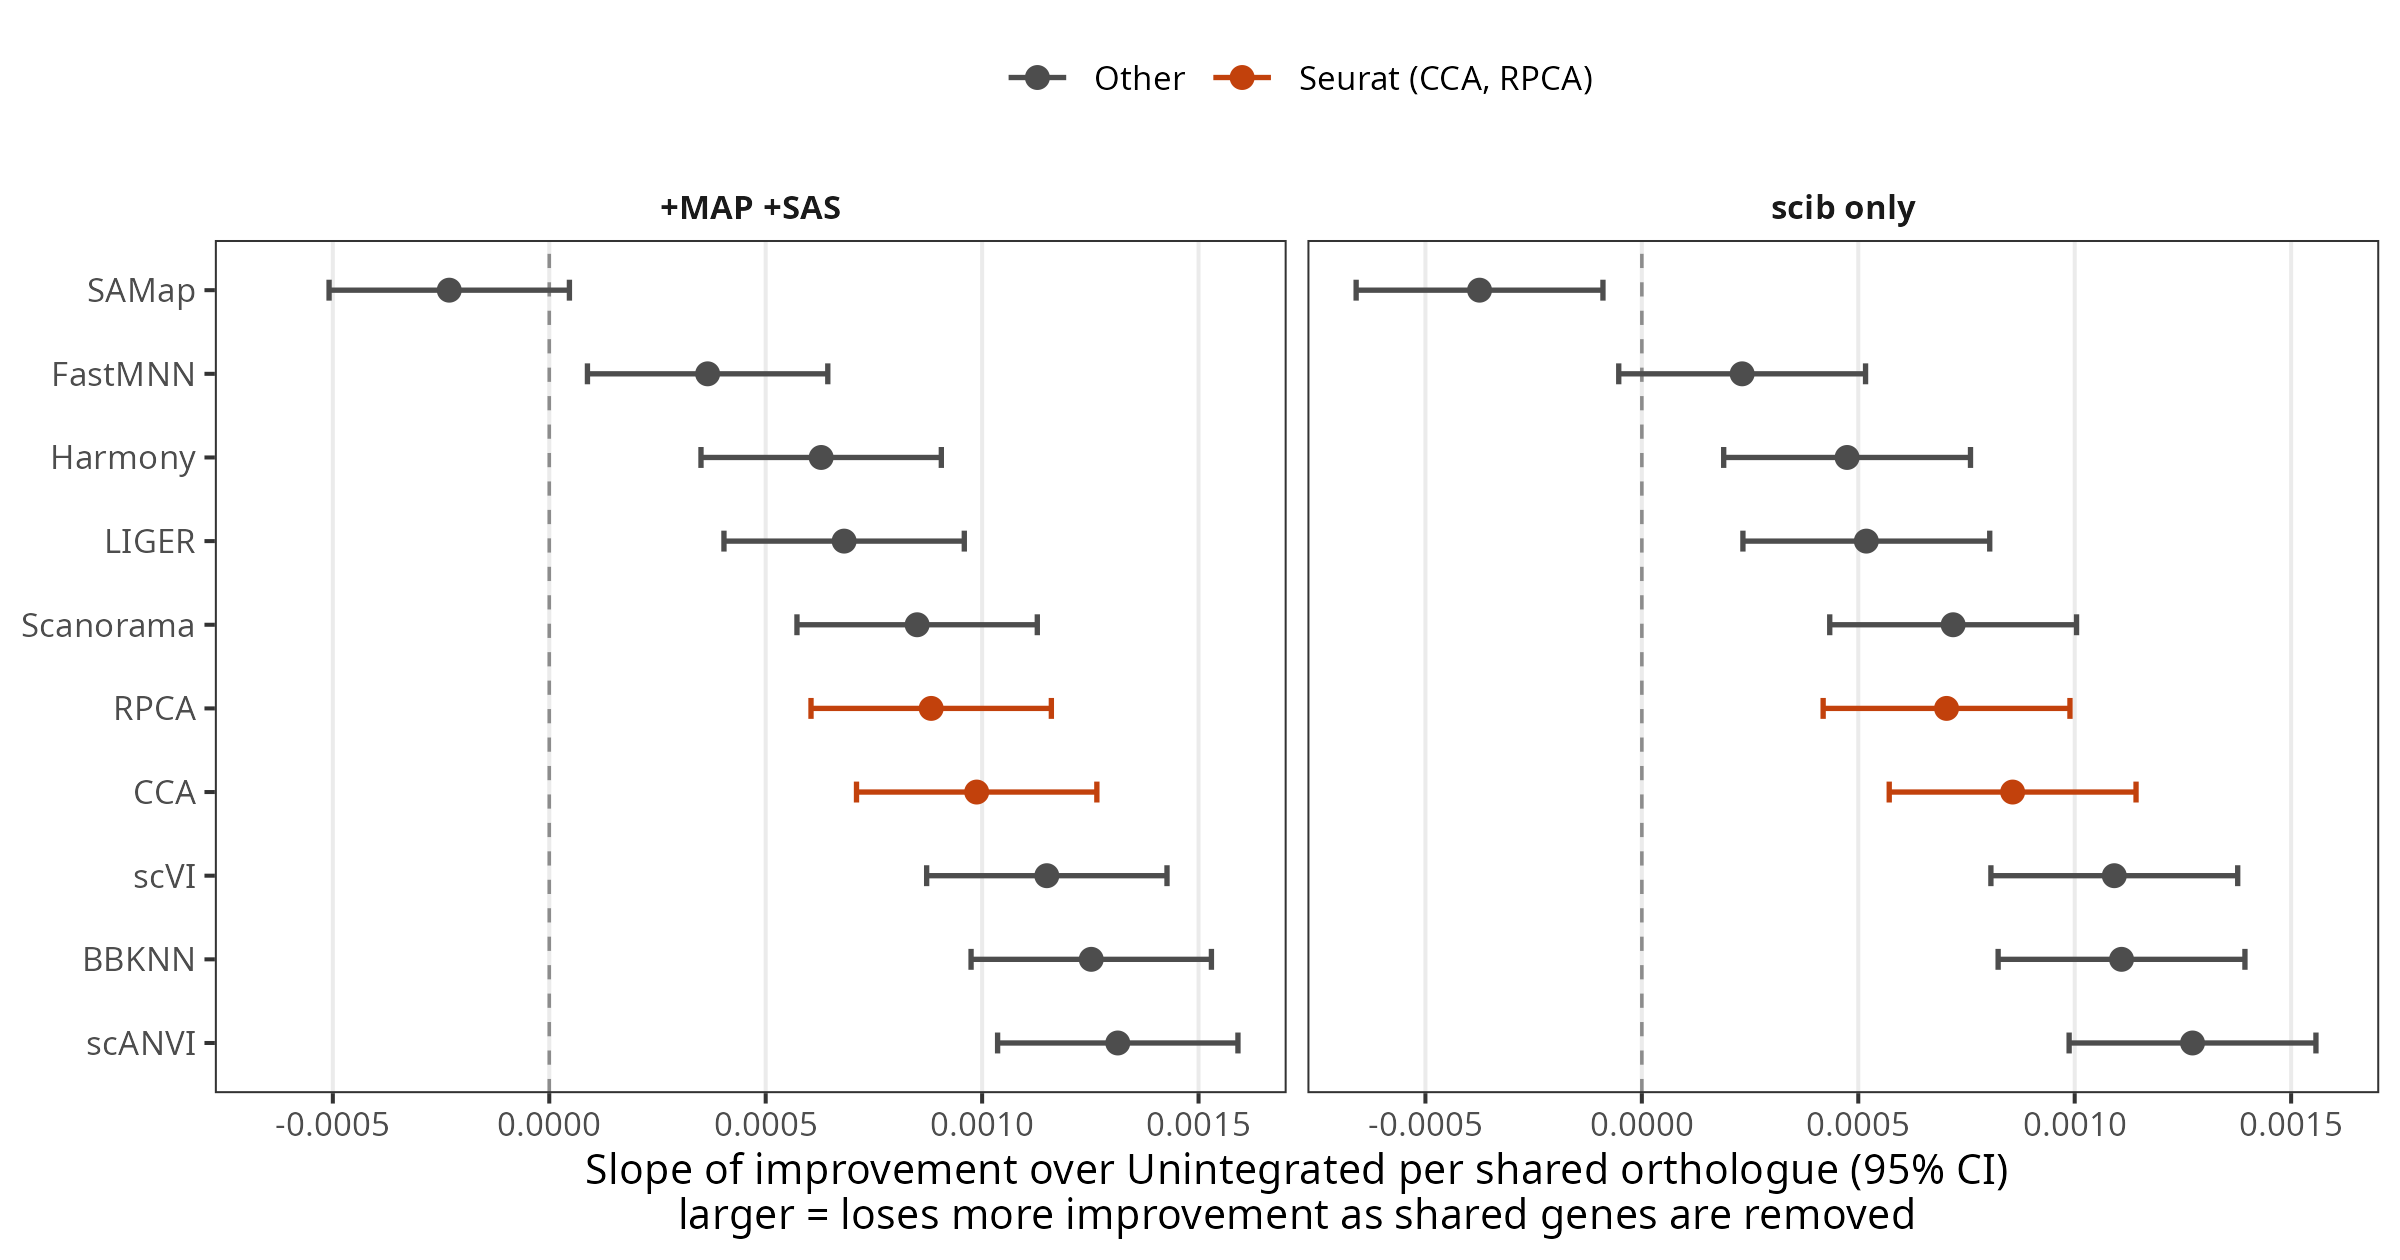 Other
Seurat (CCA, RPCA)
+MAP +SAS
scib only
SAMap
FastMNN
Harmony
LIGER
Scanorama
RPCA
CCA
scVI
BBKNN
scANVI
-0.0005 0.0000 0.0005 0.0010 0.0015
-0.0005 0.0000 0.0005 0.0010 0.0015
Slope of improvement over Unintegrated per shared orthologue (95% CI)
larger = loses more improvement as shared genes are removed